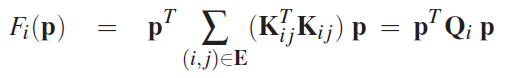 F_i(𝐩) = 𝐩^T ∑_{(i,j)∈𝐄} (𝐊_{ij}^T 𝐊_{ij}) 𝐩 = 𝐩^T 𝐐_i 𝐩